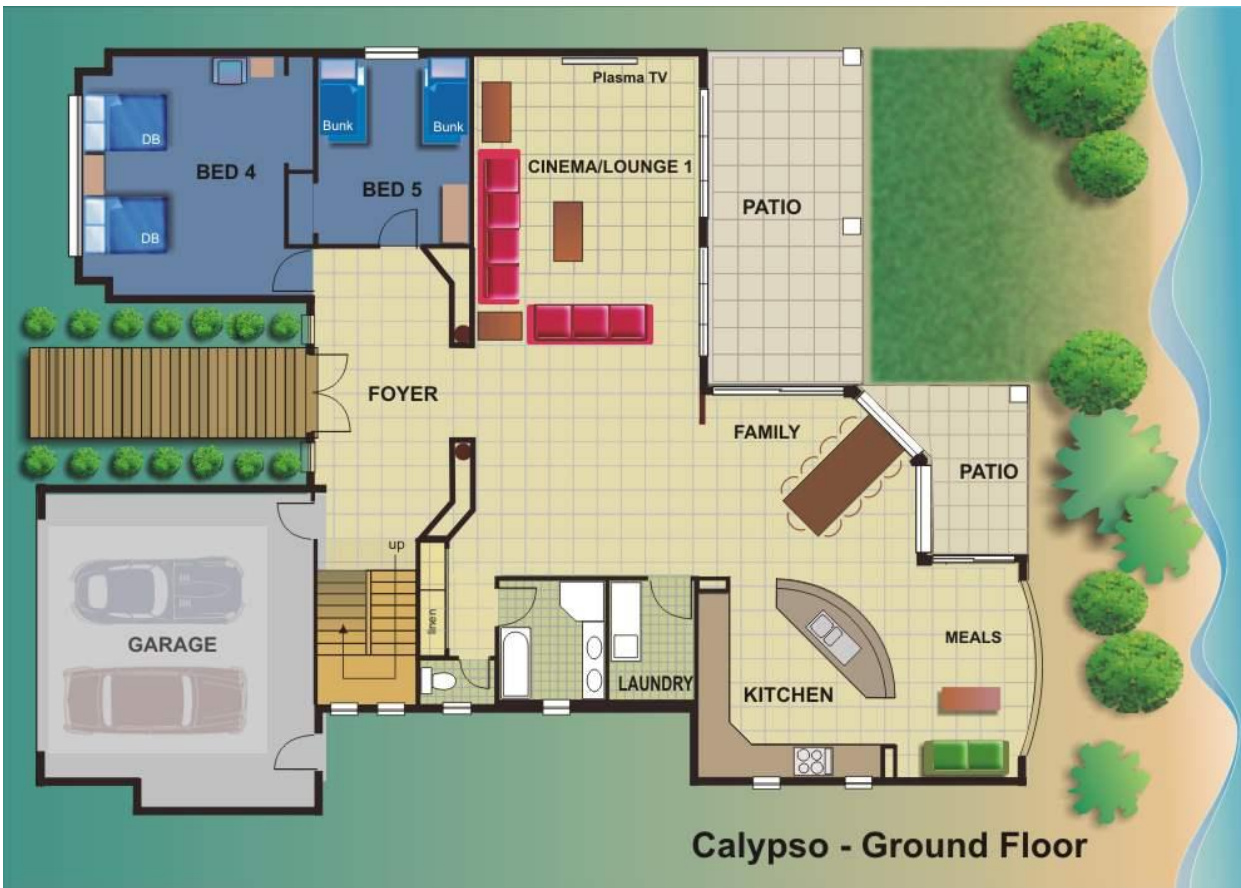 Plasma TV
DB
Bunk
Bunk
BED 4
BED 5
CINEMA/LOUNGE 1
PATIO
DB
FOYER
FAMILY
PATIO
up
linen
GARAGE
MEALS
LAUNDRY
KITCHEN
Calypso - Ground Floor